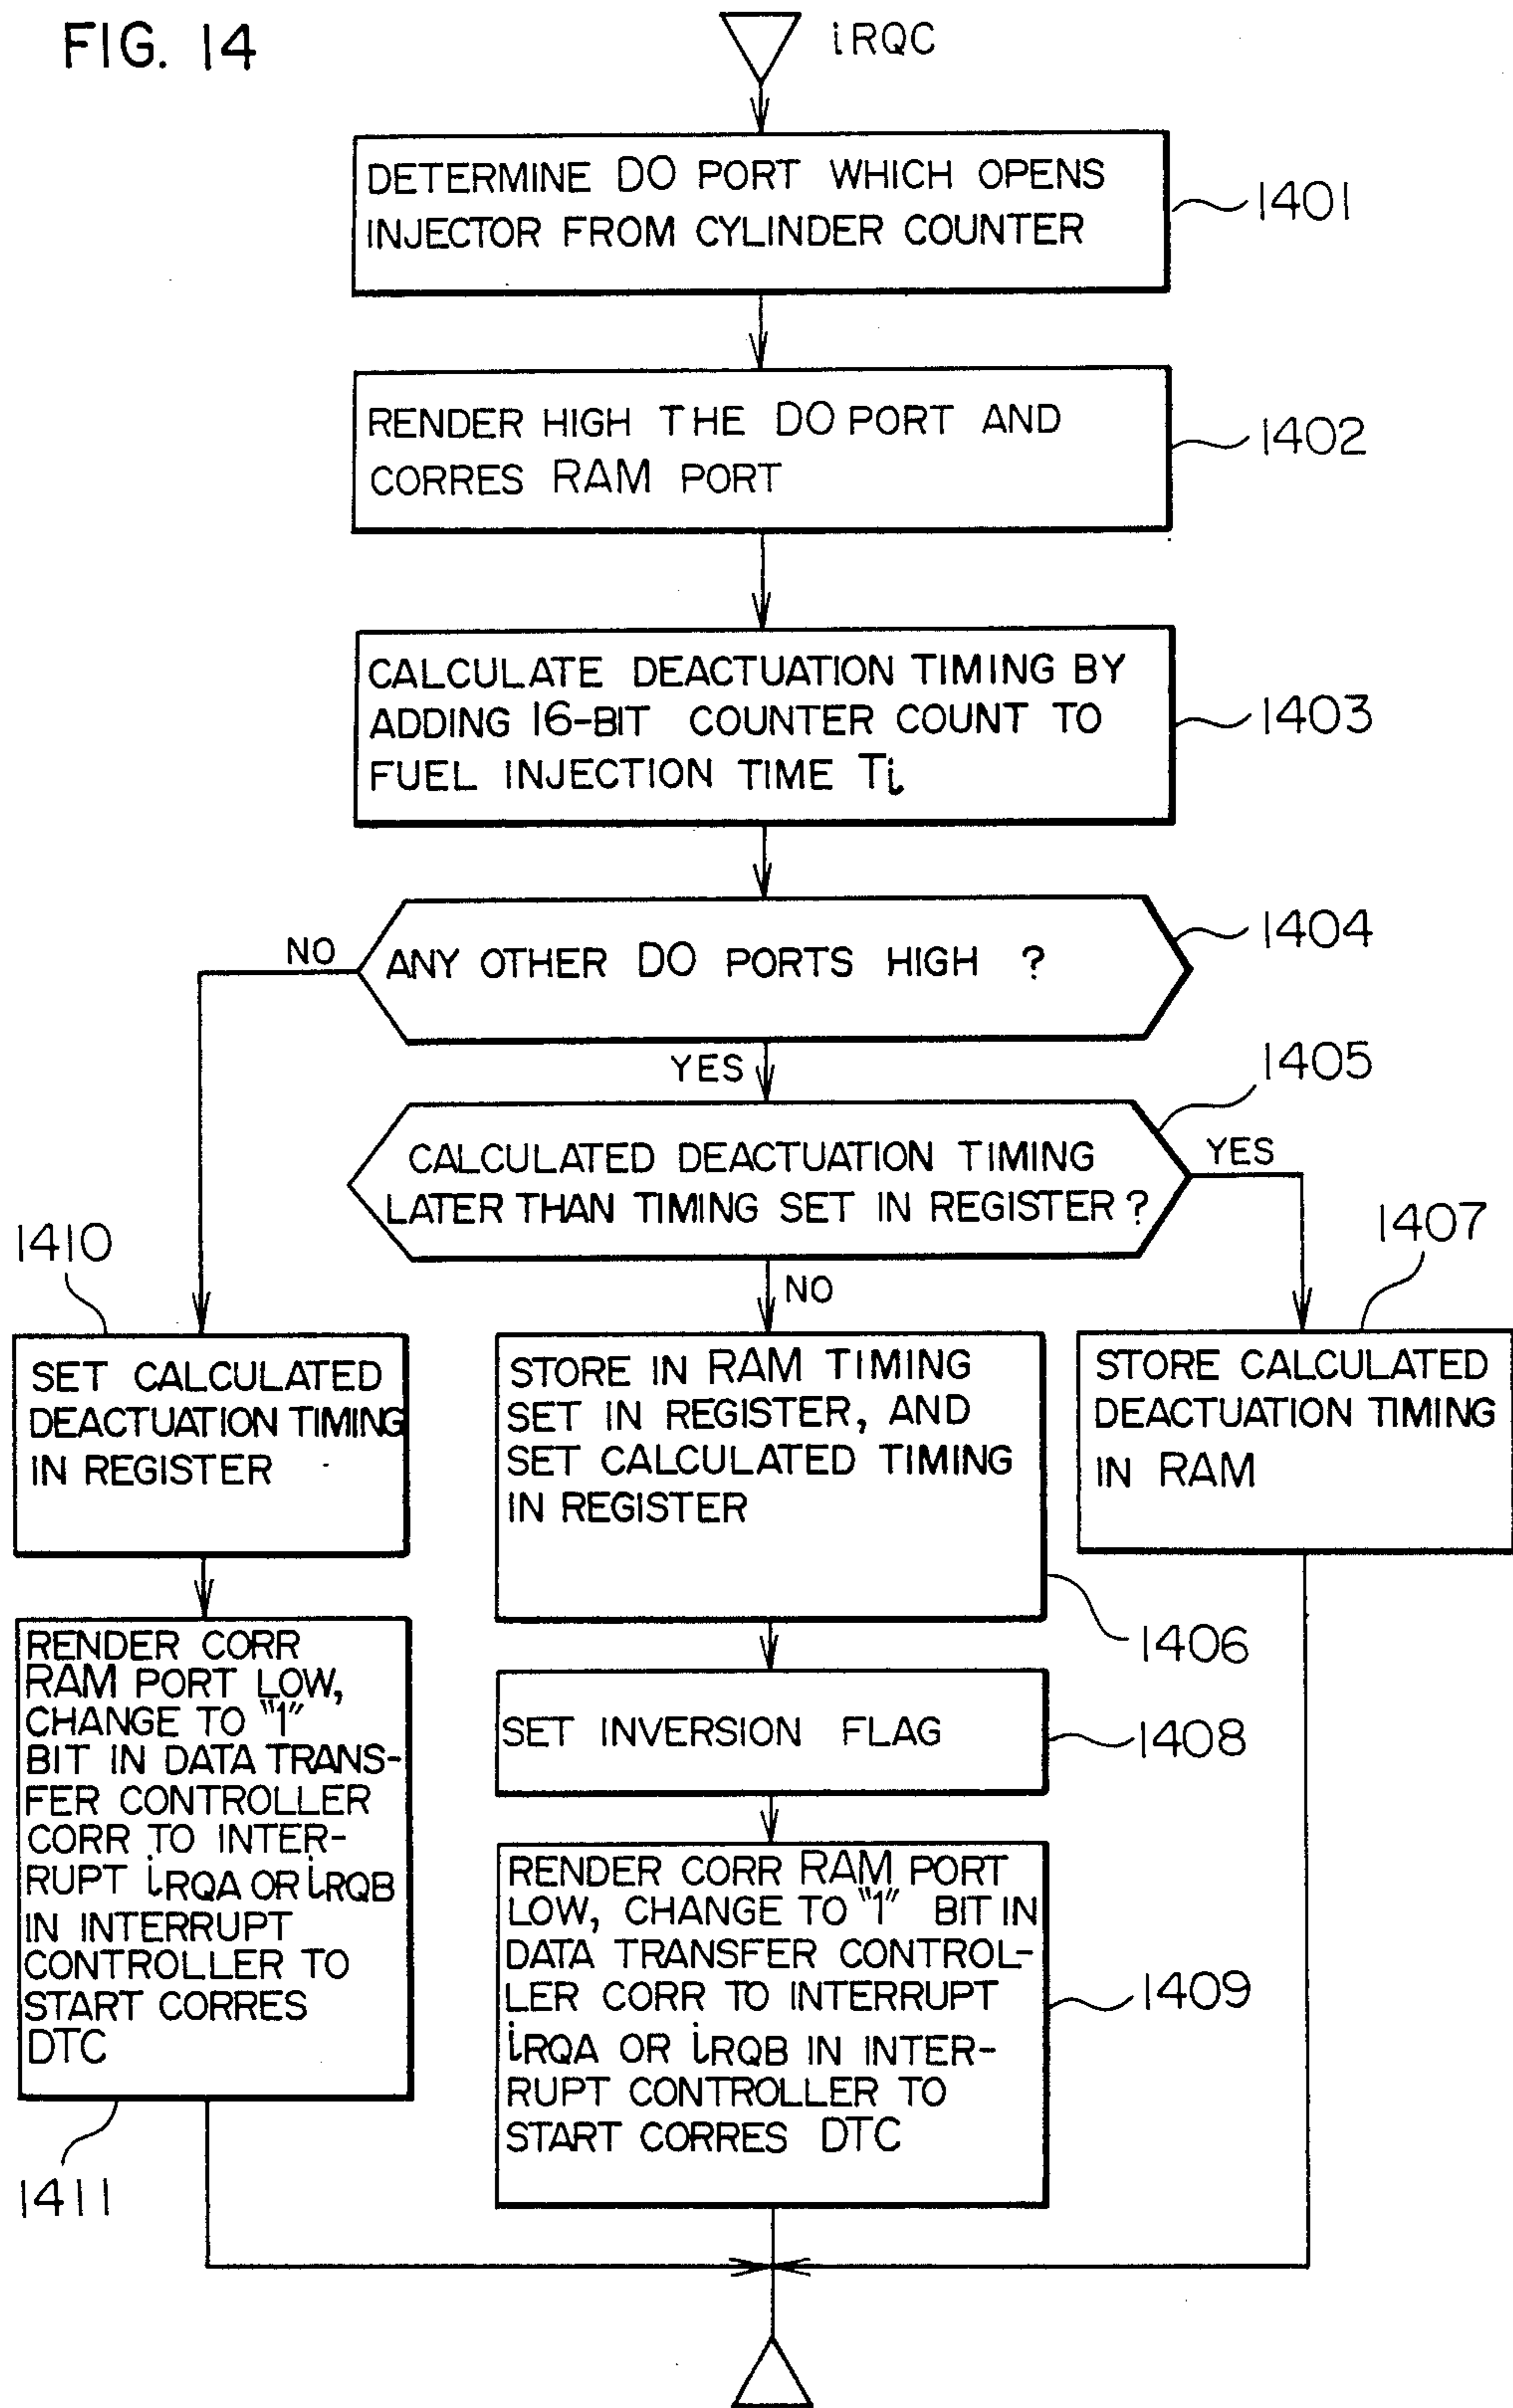 FIG. 14
iRQC
DETERMINE DO PORT WHICH OPENS
INJECTOR FROM CYLINDER COUNTER
1401
RENDER HIGH THE DO PORT AND
CORRES RAM PORT
1402
CALCULATE DEACTUATION TIMING BY
ADDING 16-BIT COUNTER COUNT TO
FUEL INJECTION TIME Ti
1403
ANY OTHER DO PORTS HIGH ?
1404
NO
YES
CALCULATED DEACTUATION TIMING
LATER THAN TIMING SET IN REGISTER?
1405
YES
NO
1410
SET CALCULATED
DEACTUATION TIMING
IN REGISTER
STORE IN RAM TIMING
SET IN REGISTER, AND
SET CALCULATED TIMING
IN REGISTER
1406
1407
STORE CALCULATED
DEACTUATION TIMING
IN RAM
RENDER CORR
RAM PORT LOW,
CHANGE TO "1"
BIT IN DATA TRANS-
FER CONTROLLER
CORR TO INTER-
RUPT iRQA OR iRQB
IN INTERRUPT
CONTROLLER TO
START CORRES
DTC
1411
SET INVERSION FLAG
1408
RENDER CORR RAM PORT
LOW, CHANGE TO "1" BIT IN
DATA TRANSFER CONTROL-
LER CORR TO INTERRUPT
iRQA OR iRQB IN INTER-
RUPT CONTROLLER TO
START CORRES DTC
1409